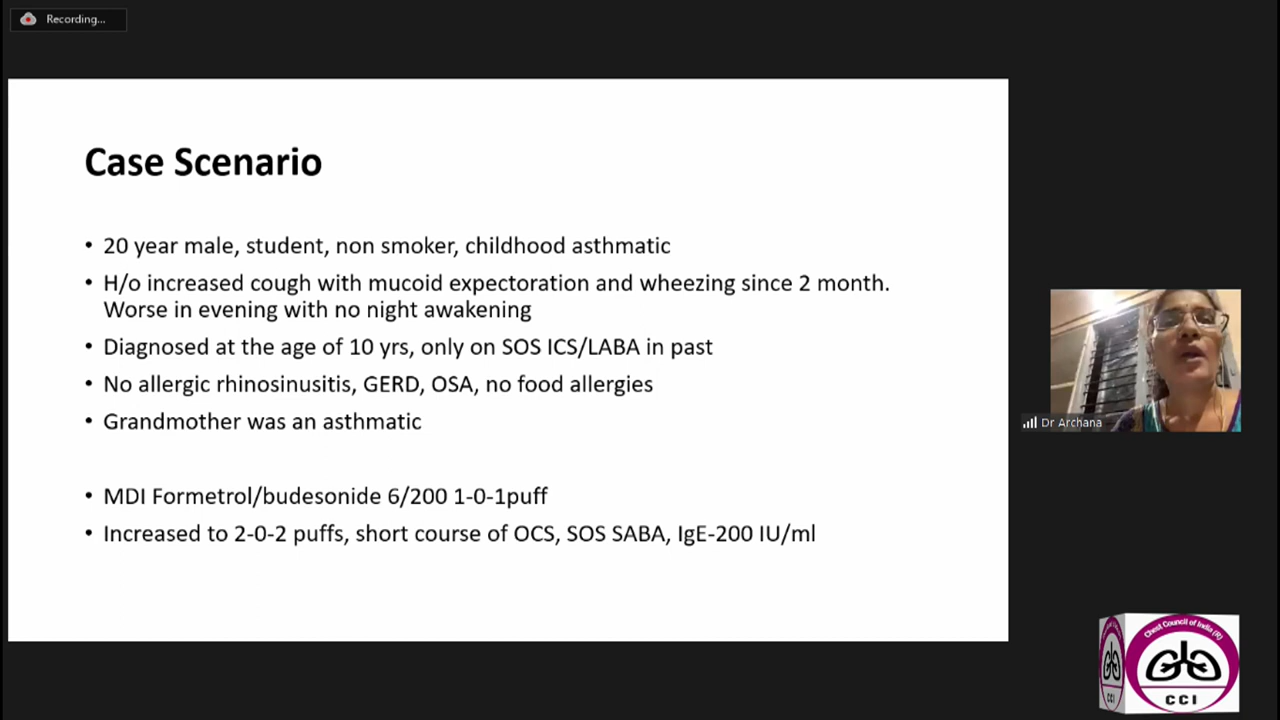 Recording...
Case Scenario
• 20 year male, student, non smoker, childhood asthmatic
• H/o increased cough with mucoid expectoration and wheezing since 2 month.
Worse in evening with no night awakening
• Diagnosed at the age of 10 yrs, only on SOS ICS/LABA in past
• No allergic rhinosinusitis, GERD, OSA, no food allergies
• Grandmother was an asthmatic
• MDI Formetrol/budesonide 6/200 1-0-1puff
• Increased to 2-0-2 puffs, short course of OCS, SOS SABA, IgE-200 IU/ml
Dr Archana
Chest Council of India (R)
CCI